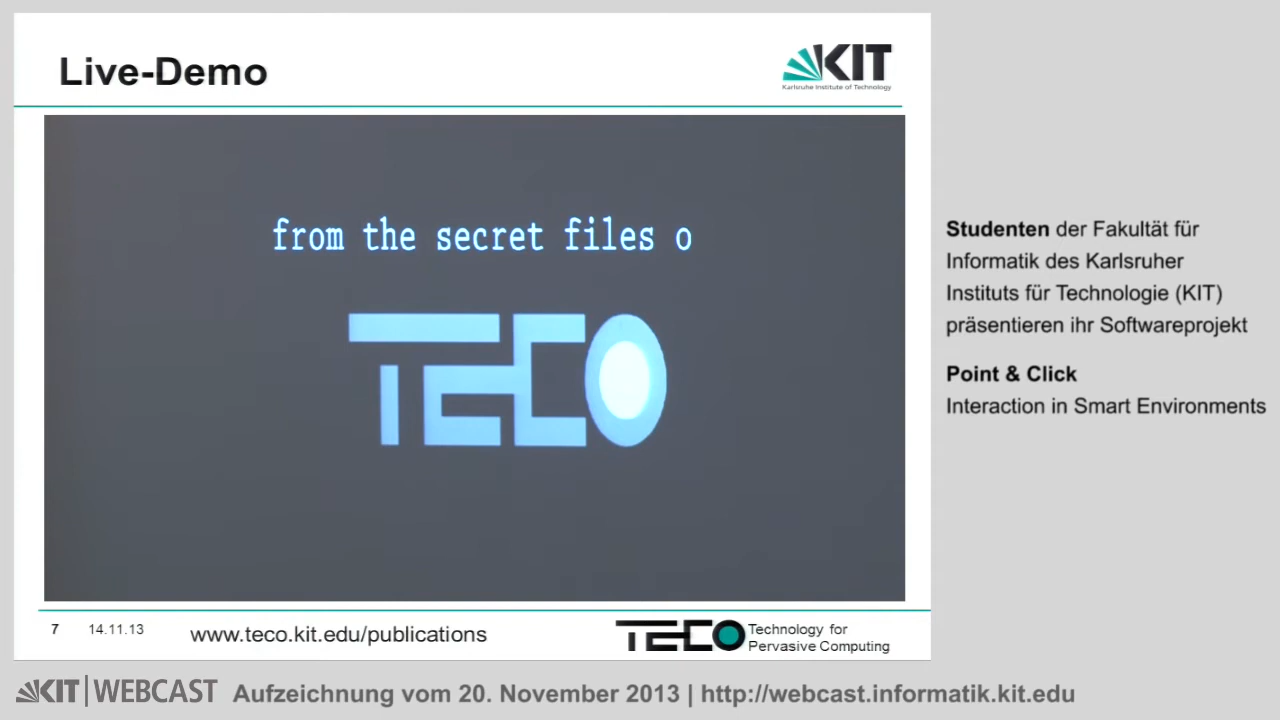 Live-Demo
KIT
Karlsruhe Institute of Technology
from the secret files o
TECO
7 14.11.13 www.teco.kit.edu/publications
TECO
Technology for
Pervasive Computing
Studenten der Fakultät für
Informatik des Karlsruher
Instituts für Technologie (KIT)
präsentieren ihr Softwareprojekt
Point & Click
Interaction in Smart Environments
KIT | WEBCAST Aufzeichnung vom 20. November 2013 | http://webcast.informatik.kit.edu